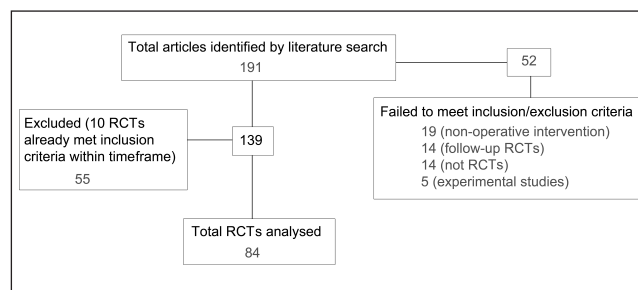 Total articles identified by literature search
191
52
Failed to meet inclusion/exclusion criteria
19 (non-operative intervention)
14 (follow-up RCTs)
14 (not RCTs)
5 (experimental studies)
Excluded (10 RCTs
already met inclusion
criteria within timeframe)
55
139
Total RCTs analysed
84